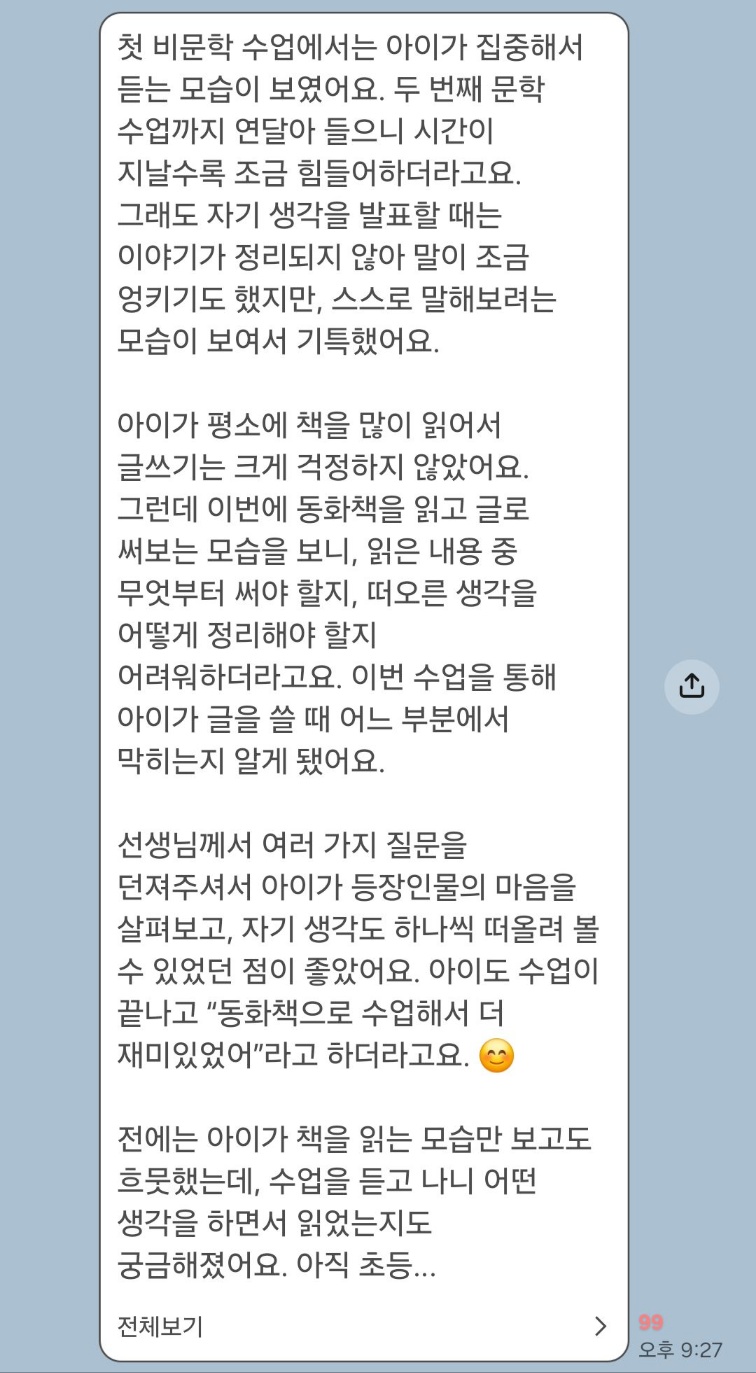 첫 비문학 수업에서는 아이가 집중해서
듣는 모습이 보였어요. 두 번째 문학
수업까지 연달아 들으니 시간이
지날수록 조금 힘들어하더라고요.
그래도 자기 생각을 발표할 때는
이야기가 정리되지 않아 말이 조금
엉키기도 했지만, 스스로 말해보려는
모습이 보여서 기특했어요.
아이가 평소에 책을 많이 읽어서
글쓰기는 크게 걱정하지 않았어요.
그런데 이번에 동화책을 읽고 글로
써보는 모습을 보니, 읽은 내용 중
무엇부터 써야 할지, 떠오른 생각을
어떻게 정리해야 할지
어려워하더라고요. 이번 수업을 통해
아이가 글을 쓸 때 어느 부분에서
막히는지 알게 됐어요.
선생님께서 여러 가지 질문을
던져주셔서 아이가 등장인물의 마음을
살펴보고, 자기 생각도 하나씩 떠올려 볼
수 있었던 점이 좋았어요. 아이도 수업이
끝나고 “동화책으로 수업해서 더
재미있었어”라고 하더라고요. 😊
전에는 아이가 책을 읽는 모습만 보고도
흐뭇했는데, 수업을 듣고 나니 어떤
생각을 하면서 읽었는지도
궁금해졌어요. 아직 초등...
전체보기
99
오후 9:27